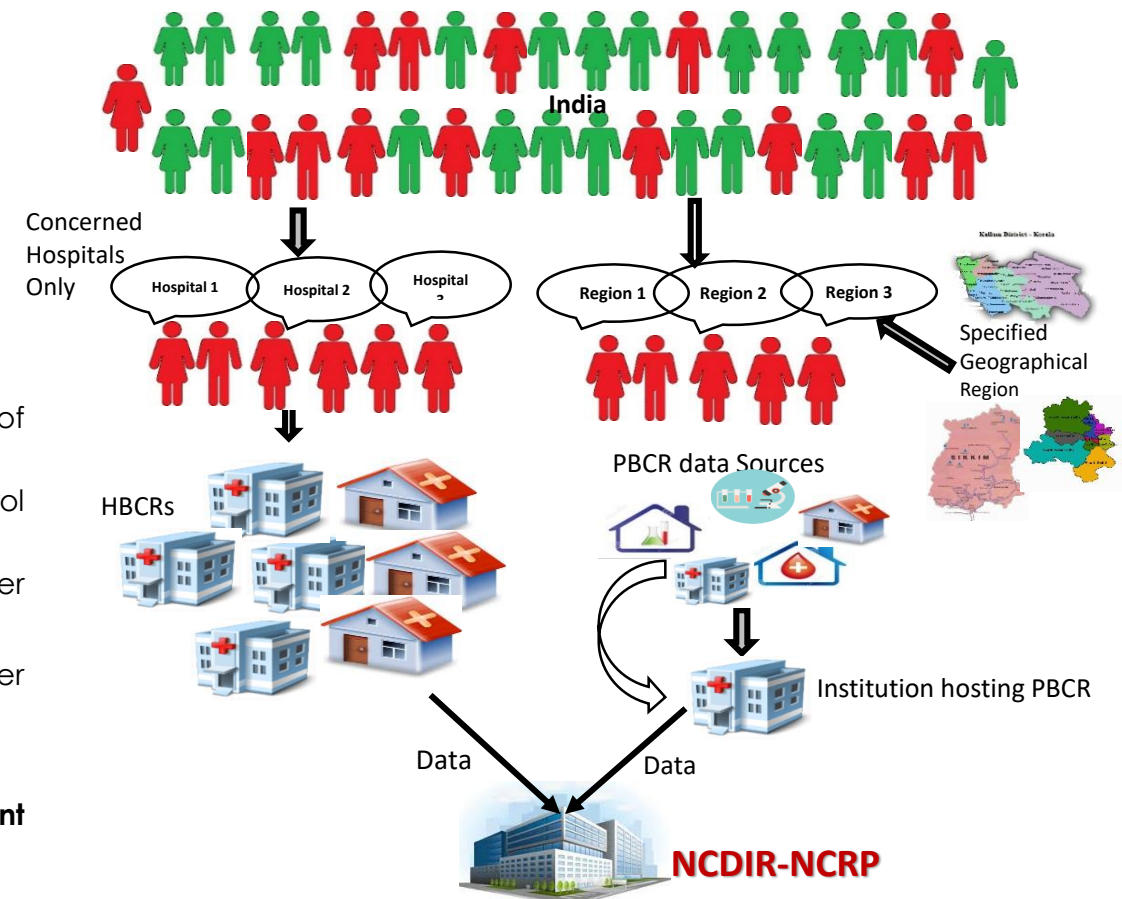 India
Concerned
Hospitals
Only
Hospital 1
Hospital 2
Hospital
Region 1
Region 2
Region 3
Specified
Geographical
Region
SIKKIM
of
ol
er
er
nt
HBCRs
PBCR data Sources
Institution hosting PBCR
Data
Data
NCDIR-NCRP